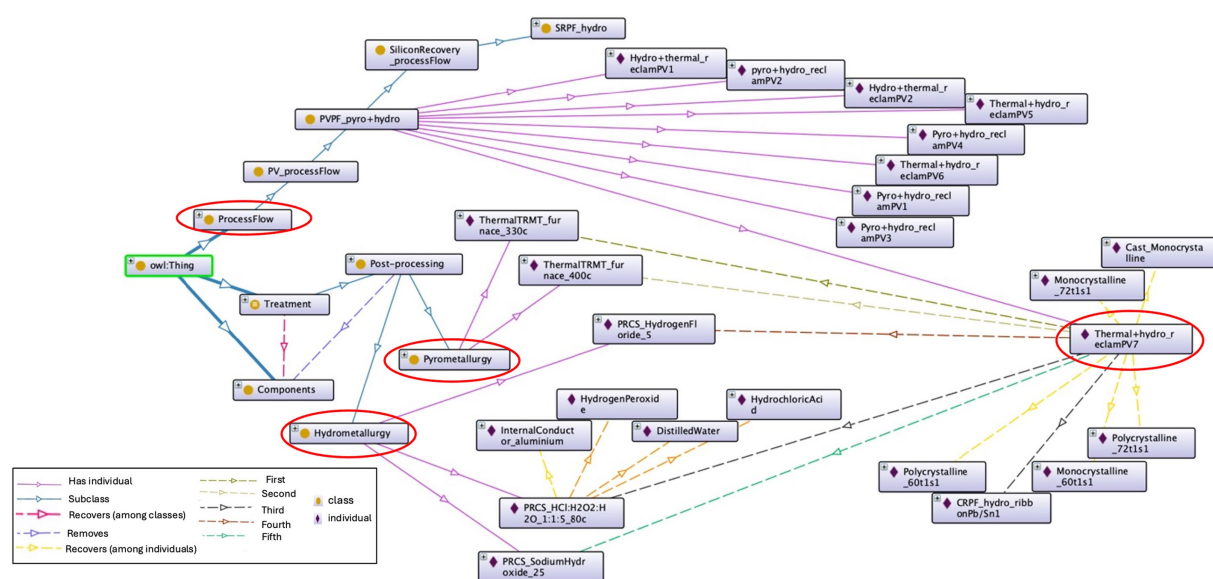 SRPF_hydro
SiliconRecovery
_processFlow
Hydro+thermal_r
eclamPV1
pyro+hydro_recl
amPV2
Hydro+thermal_r
eclamPV2
Thermal+hydro_r
eclamPV5
PVPF_pyro+hydro
Pyro+hydro_recl
amPV4
Thermal+hydro_r
eclamPV6
PV_processFlow
Pyro+hydro_recl
amPV1
ProcessFlow
ThermalTRMT_fur
nace_330c
Pyro+hydro_recl
amPV3
Cast_Monocrysta
lline
owl:Thing
Post-processing
ThermalTRMT_fur
nace_400c
Monocrystalline
_72t1s1
Treatment
PRCS_HydrogenFl
oride_5
Thermal+hydro_r
eclamPV7
Pyrometallurgy
Components
HydrogenPeroxid
e
HydrochloricAci
d
Hydrometallurgy
InternalConduct
or_aluminium
DistilledWater
Polycrystalline
_72t1s1
Polycrystalline
_60t1s1
Monocrystalline
_60t1s1
CRPF_hydro_ribb
onPb/Sn1
PRCS_HCl:H2O2:H
2O_1:1:5_80c
PRCS_SodiumHydr
oxide_25
Has individual
Subclass
Recovers (among classes)
Removes
Recovers (among individuals)
First
Second
Third
Fourth
Fifth
class
individual